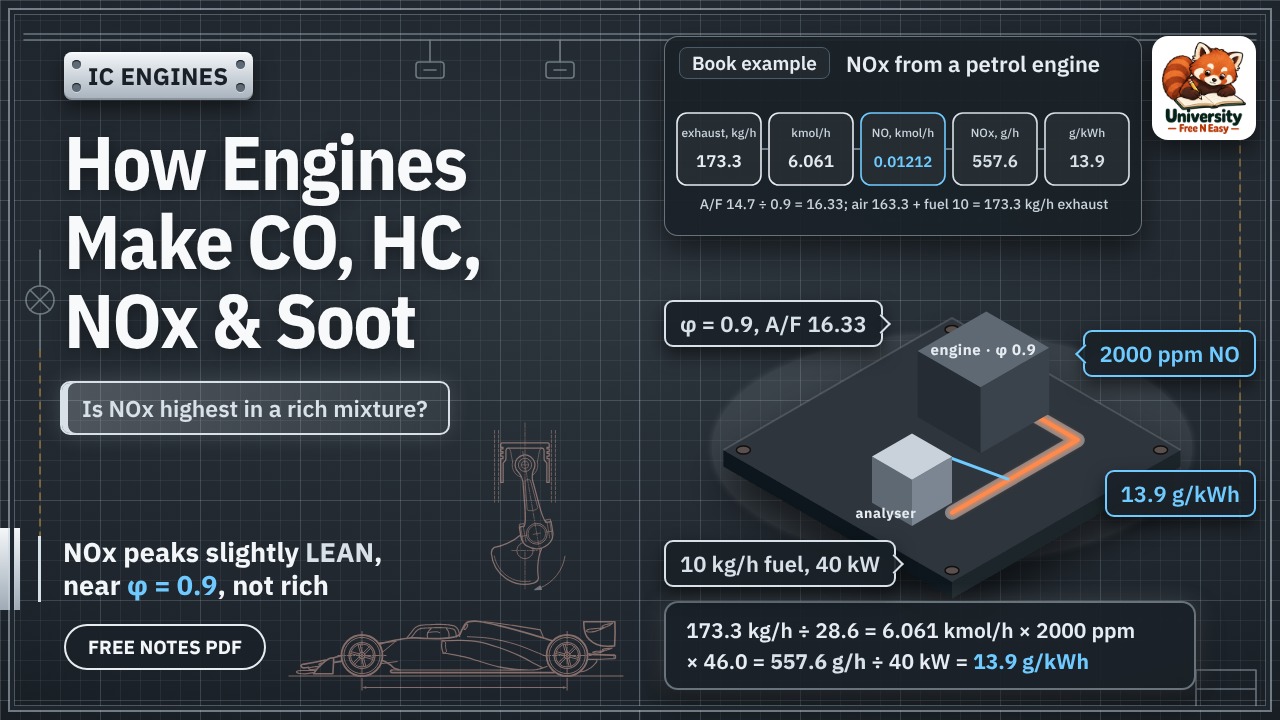 IC ENGINES
How Engines
Make CO, HC,
NOx & Soot
Is NOx highest in a rich mixture?
NOx peaks slightly LEAN,
near φ = 0.9, not rich
FREE NOTES PDF
Book example
NOx from a petrol engine
exhaust, kg/h
173.3
kmol/h
6.061
NO, kmol/h
0.01212
NOx, g/h
557.6
g/kWh
13.9
A/F 14.7 ÷ 0.9 = 16.33; air 163.3 + fuel 10 = 173.3 kg/h exhaust
University
Free N Easy
φ = 0.9, A/F 16.33
engine · φ 0.9
2000 ppm NO
13.9 g/kWh
analyser
10 kg/h fuel, 40 kW
173.3 kg/h ÷ 28.6 = 6.061 kmol/h × 2000 ppm
× 46.0 = 557.6 g/h ÷ 40 kW = 13.9 g/kWh